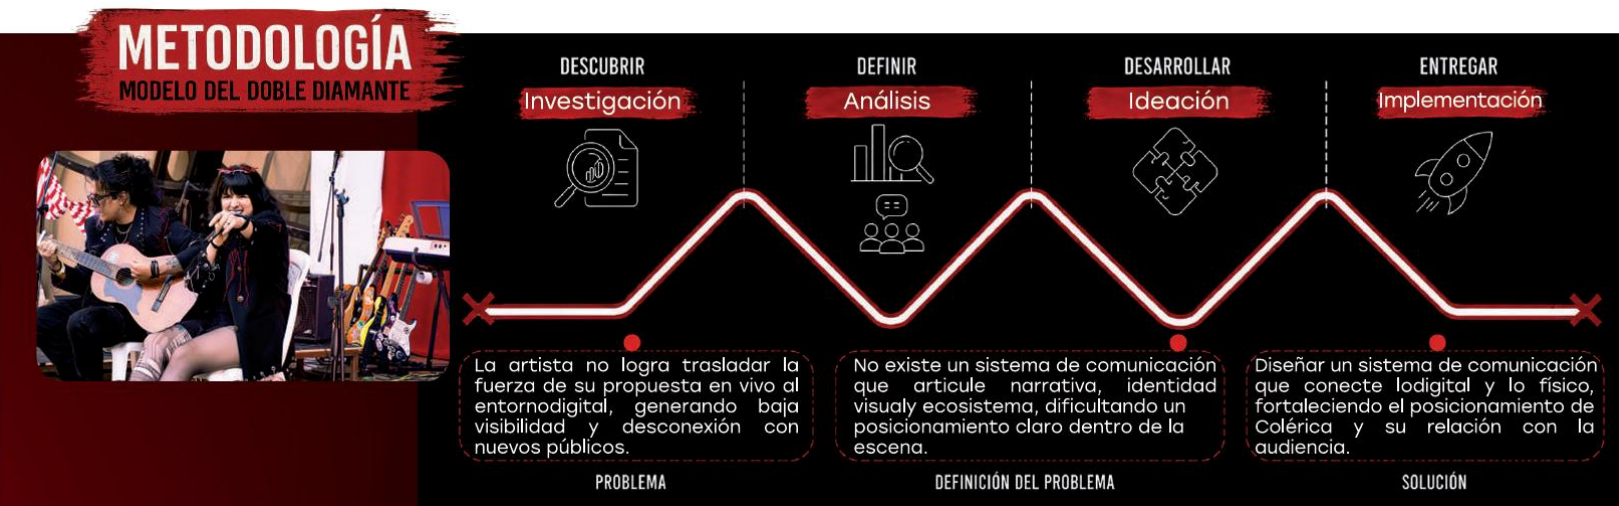 METODOLOGÍA
MODELO DEL DOBLE DIAMANTE
DESCUBRIR
Investigación
DEFINIR
Análisis
DESARROLLAR
Ideación
ENTREGAR
Implementación
La artista no logra trasladar la
fuerza de su propuesta en vivo al
entornodigital, generando baja
visibilidad y desconexión con
nuevos públicos.
PROBLEMA
No existe un sistema de comunicación
que articule narrativa, identidad
visualy ecosistema, dificultando un
posicionamiento claro dentro de la
escena.
DEFINICIÓN DEL PROBLEMA
Diseñar un sistema de comunicación
que conecte lodigital y lo físico,
fortaleciendo el posicionamiento de
Colérica y su relación con la
audiencia.
SOLUCIÓN